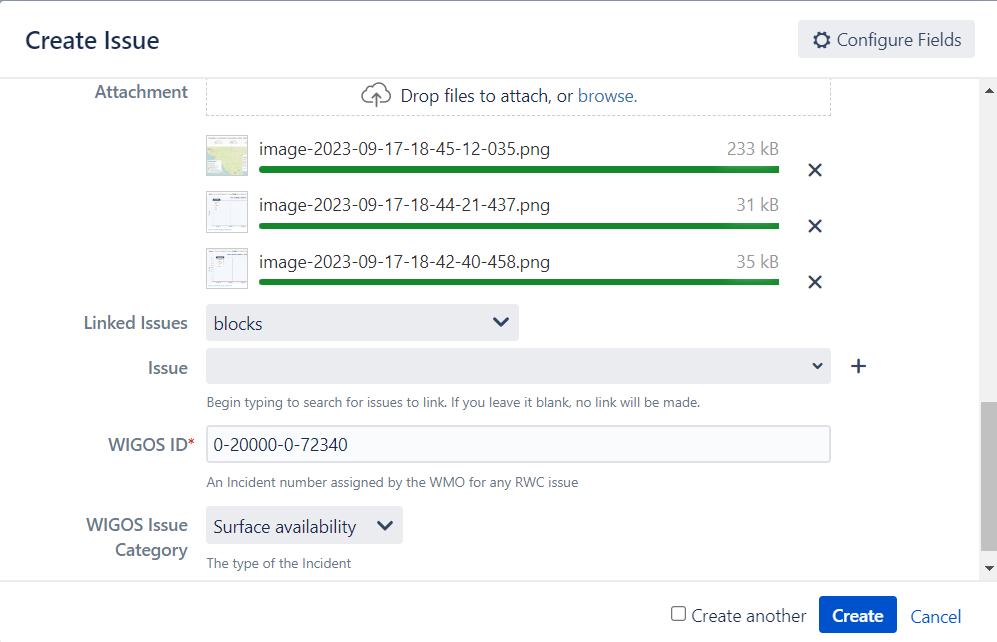 Create Issue
Configure Fields
Attachment
Drop files to attach, or browse.
image-2023-09-17-18-45-12-035.png
233 kB
image-2023-09-17-18-44-21-437.png
31 kB
image-2023-09-17-18-42-40-458.png
35 kB
Linked Issues
blocks
Issue
Begin typing to search for issues to link. If you leave it blank, no link will be made.
WIGOS ID*
0-20000-0-72340
An Incident number assigned by the WMO for any RWC issue
WIGOS Issue
Category
Surface availability
The type of the Incident
Create another
Create
Cancel